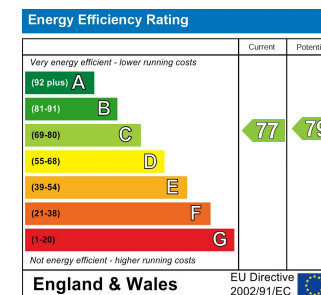 Energy Efficiency Rating
Current
Very energy efficient - lower running costs
(92 plus) A
(81-91) B
(69-80) C
77
79
(55-68) D
(39-54) E
(21-38) F
(1-20) G
Not energy efficient - higher running costs
England & Wales
EU Directive
2002/91/EC